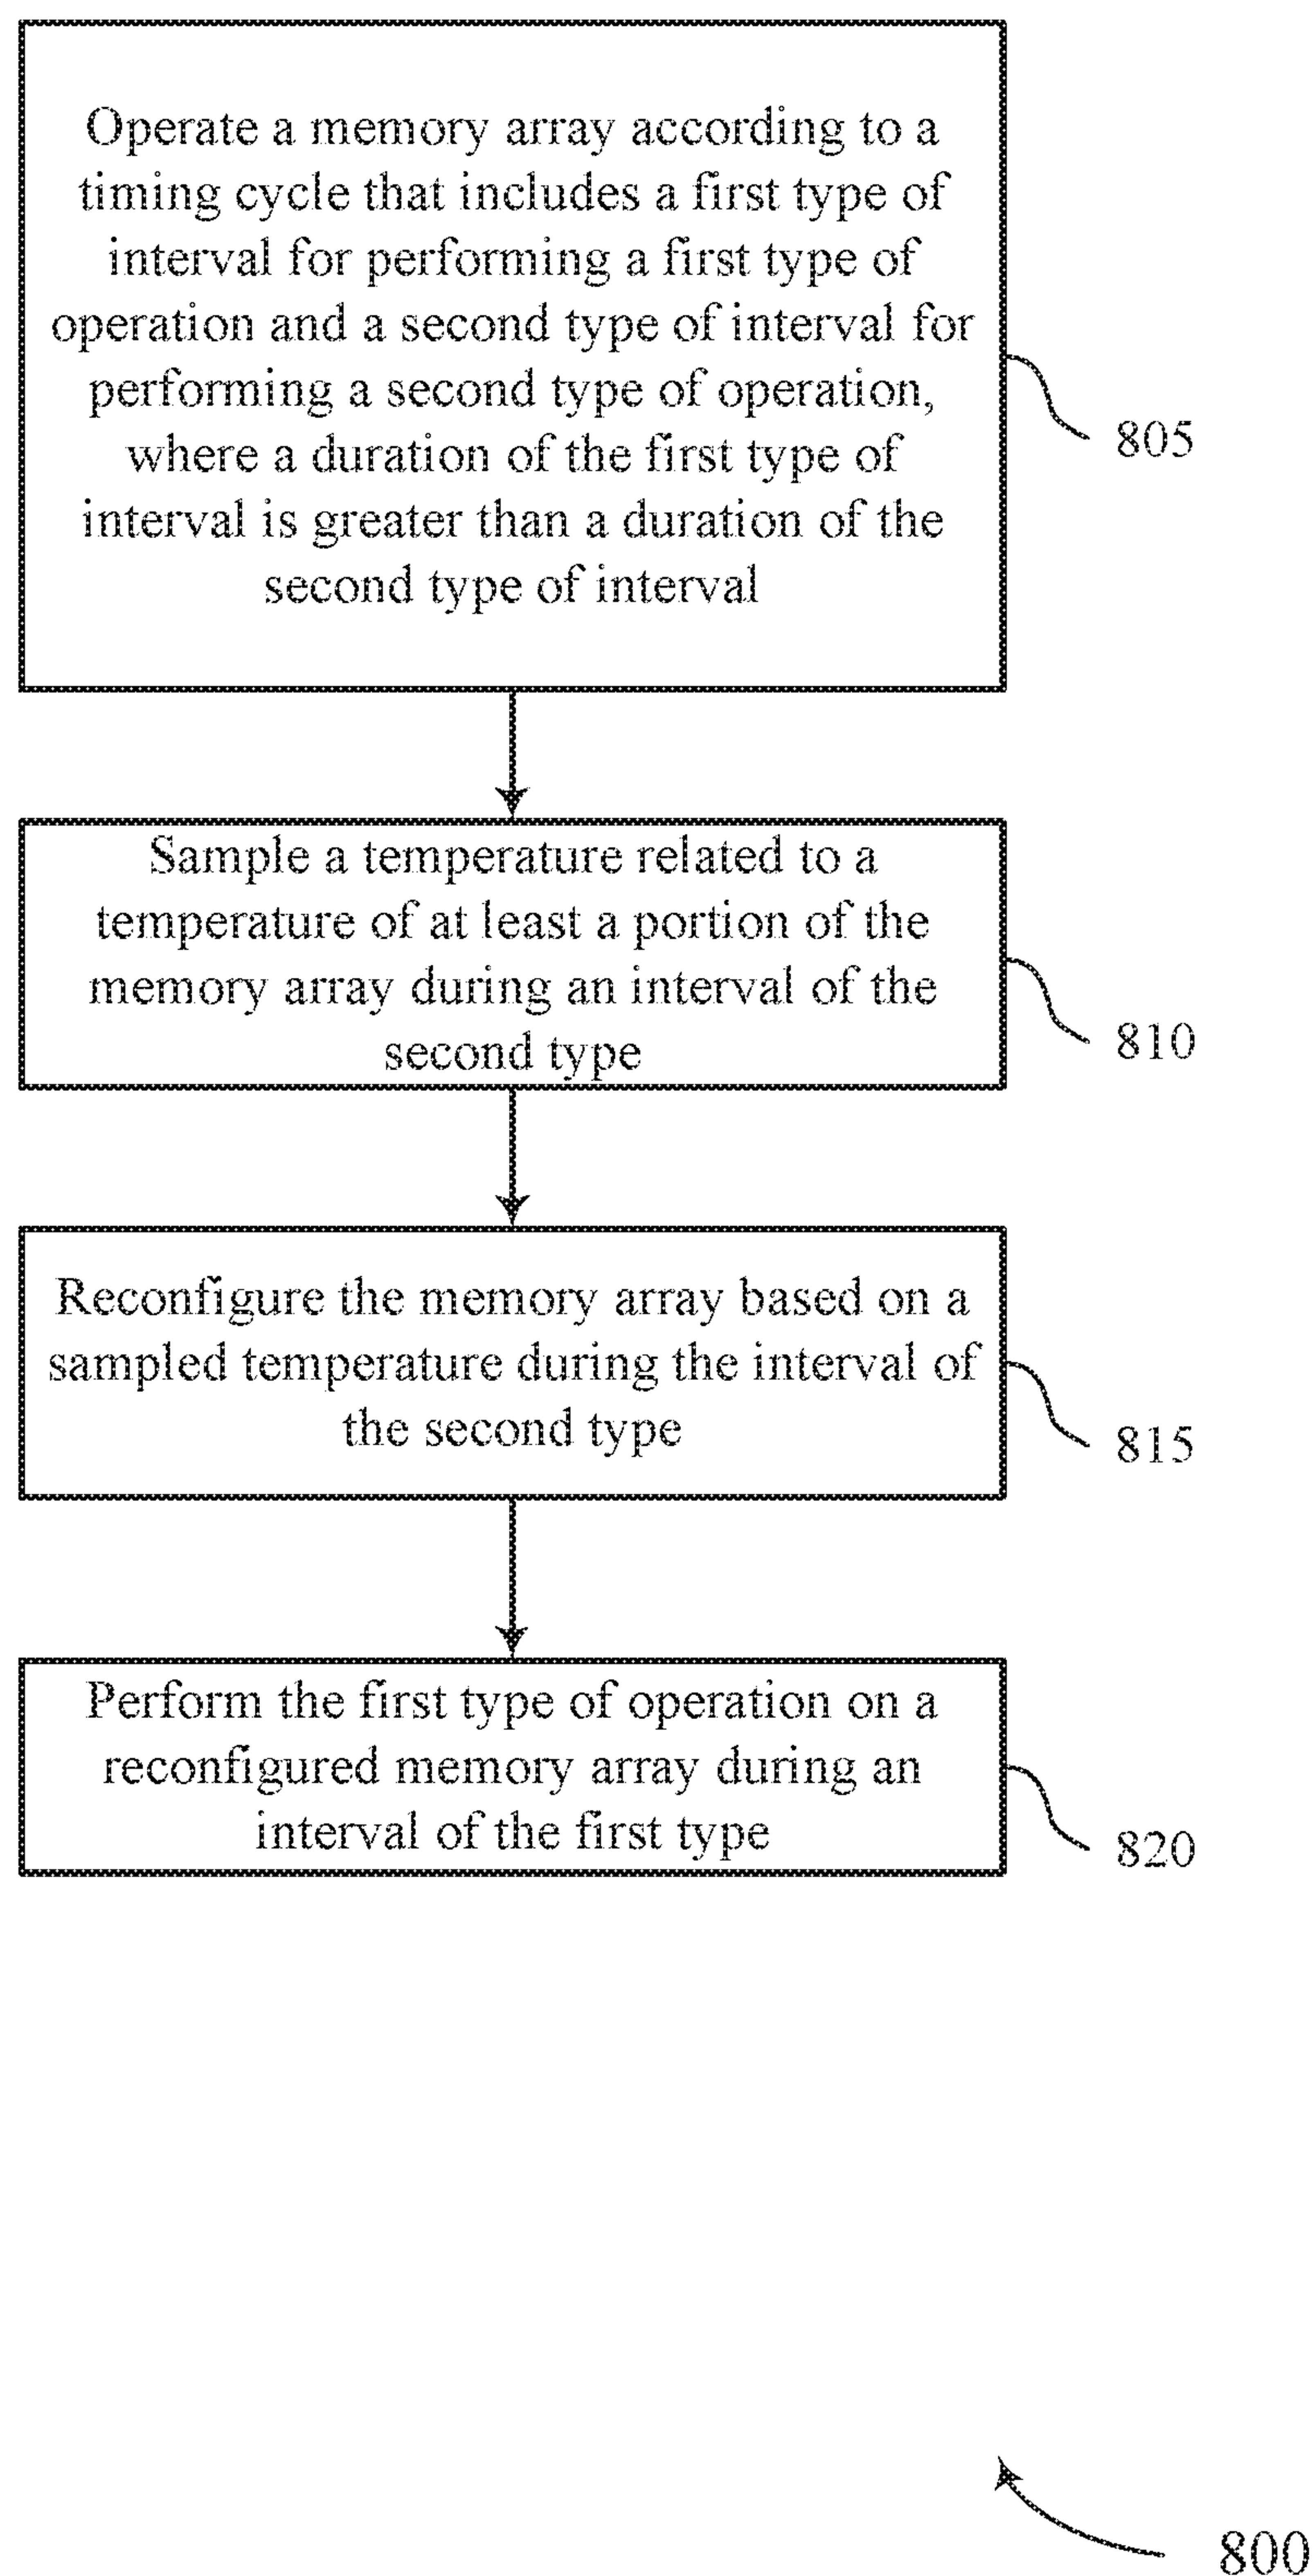 Operate a memory array according to a
timing cycle that includes a first type of
interval for performing a first type of
operation and a second type of interval for
performing a second type of operation,
where a duration of the first type of
interval is greater than a duration of the
second type of interval
805
Sample a temperature related to a
temperature of at least a portion of the
memory array during an interval of the
second type
810
Reconfigure the memory array based on a
sampled temperature during the interval of
the second type
815
Perform the first type of operation on a
reconfigured memory array during an
interval of the first type
820
800